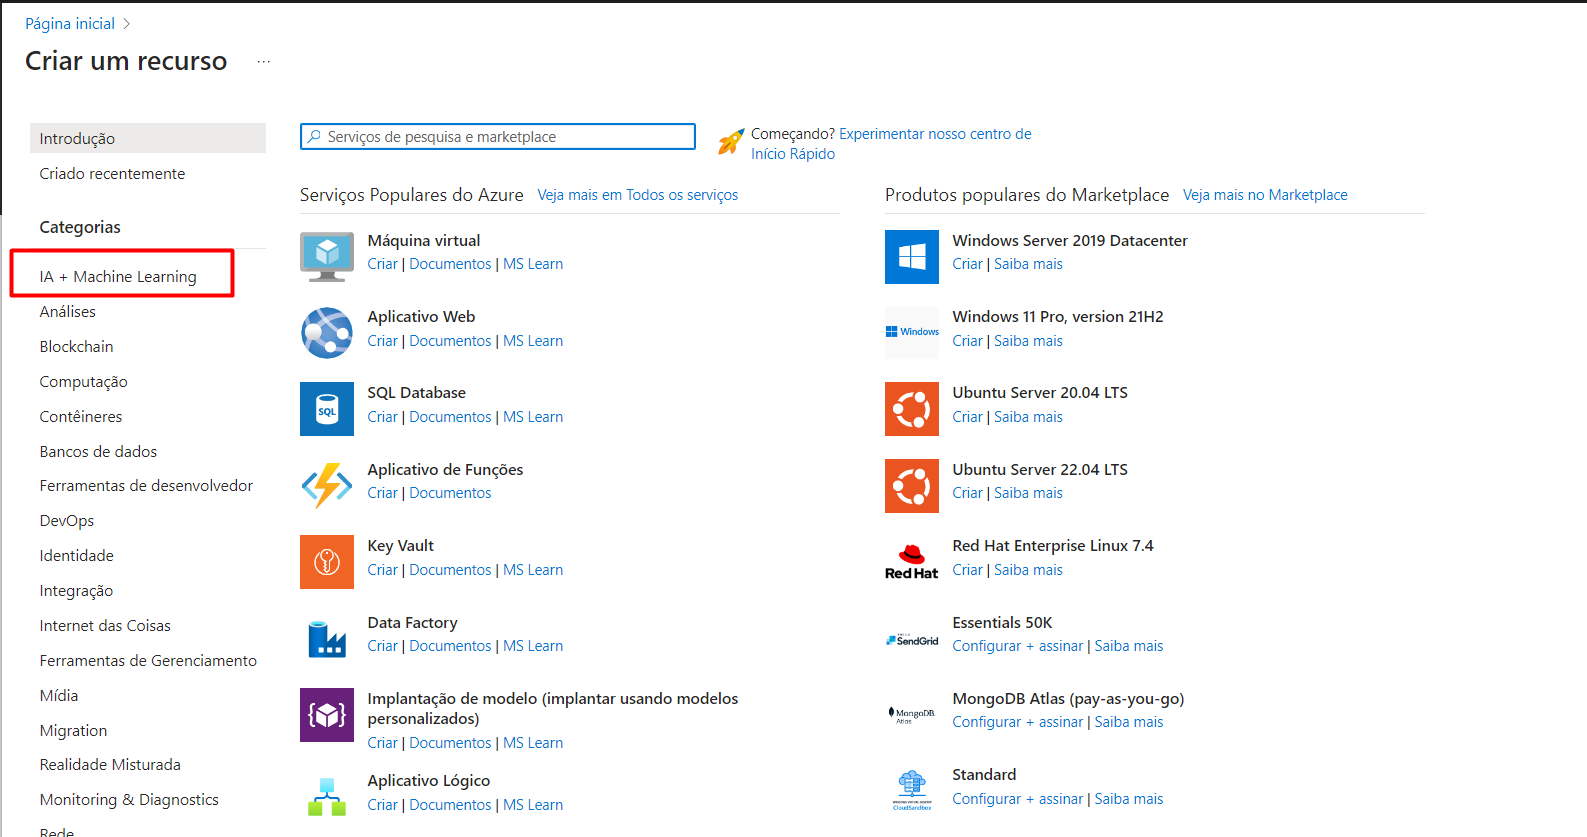 Página inicial
Criar um recurso ...
Introdução
Criado recentemente
Categorias
IA + Machine Learning
Análises
Blockchain
Computação
Contêineres
Bancos de dados
Ferramentas de desenvolvedor
DevOps
Identidade
Integração
Internet das Coisas
Ferramentas de Gerenciamento
Mídia
Migration
Realidade Misturada
Monitoring & Diagnostics
Rede
Serviços de pesquisa e marketplace
Começando? Experimentar nosso centro de
Início Rápido
Serviços Populares do Azure Veja mais em Todos os serviços
Máquina virtual
Criar | Documentos | MS Learn
Aplicativo Web
Criar | Documentos | MS Learn
SQL
SQL Database
Criar | Documentos | MS Learn
Aplicativo de Funções
Criar | Documentos
Key Vault
Criar | Documentos | MS Learn
Data Factory
Criar | Documentos | MS Learn
Implantação de modelo (implantar usando modelos
personalizados)
Criar | Documentos | MS Learn
Aplicativo Lógico
Criar | Documentos | MS Learn
Produtos populares do Marketplace Veja mais no Marketplace
Windows Server 2019 Datacenter
Criar | Saiba mais
Windows
Windows 11 Pro, version 21H2
Criar | Saiba mais
Ubuntu Server 20.04 LTS
Criar | Saiba mais
Ubuntu Server 22.04 LTS
Criar | Saiba mais
Red Hat
Red Hat Enterprise Linux 7.4
Criar | Saiba mais
SendGrid
Essentials 50K
Configurar + assinar | Saiba mais
MongoDB.
Atlas
MongoDB Atlas (pay-as-you-go)
Configurar + assinar | Saiba mais
CloudSandbox
Standard
Configurar + assinar | Saiba mais